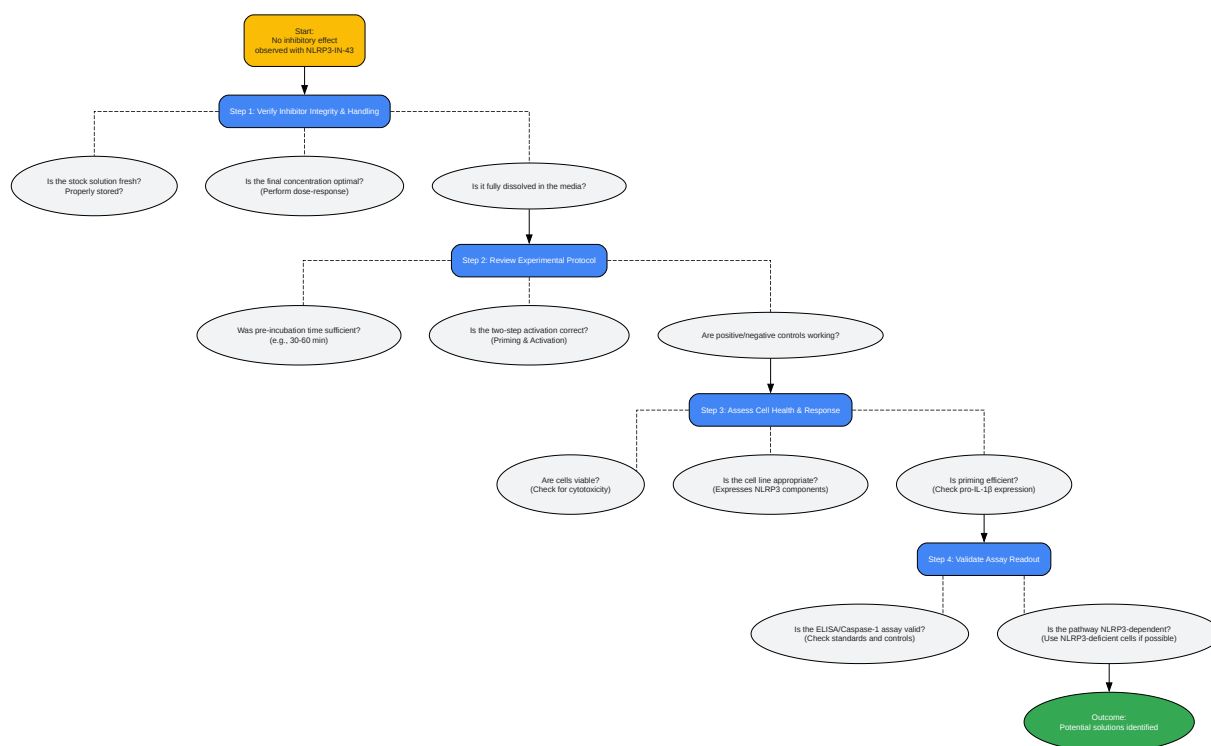 Start:
No inhibitory effect
observed with NLRP3-IN-43
Step 1: Verify Inhibitor Integrity & Handling
Is the stock solution fresh?
Properly stored?
Is the final concentration optimal?
(Perform dose-response)
Is it fully dissolved in the media?
Step 2: Review Experimental Protocol
Was pre-incubation time sufficient?
(e.g., 30-60 min)
Is the two-step activation correct?
(Priming & Activation)
Are positive/negative controls working?
Step 3: Assess Cell Health & Response
Are cells viable?
(Check for cytotoxicity)
Is the cell line appropriate?
(Expresses NLRP3 components)
Is priming efficient?
(Check pro-IL-1β expression)
Step 4: Validate Assay Readout
Is the ELISA/Caspase-1 assay valid?
(Check standards and controls)
Is the pathway NLRP3-dependent?
(Use NLRP3-deficient cells if possible)
Outcome:
Potential solutions identified